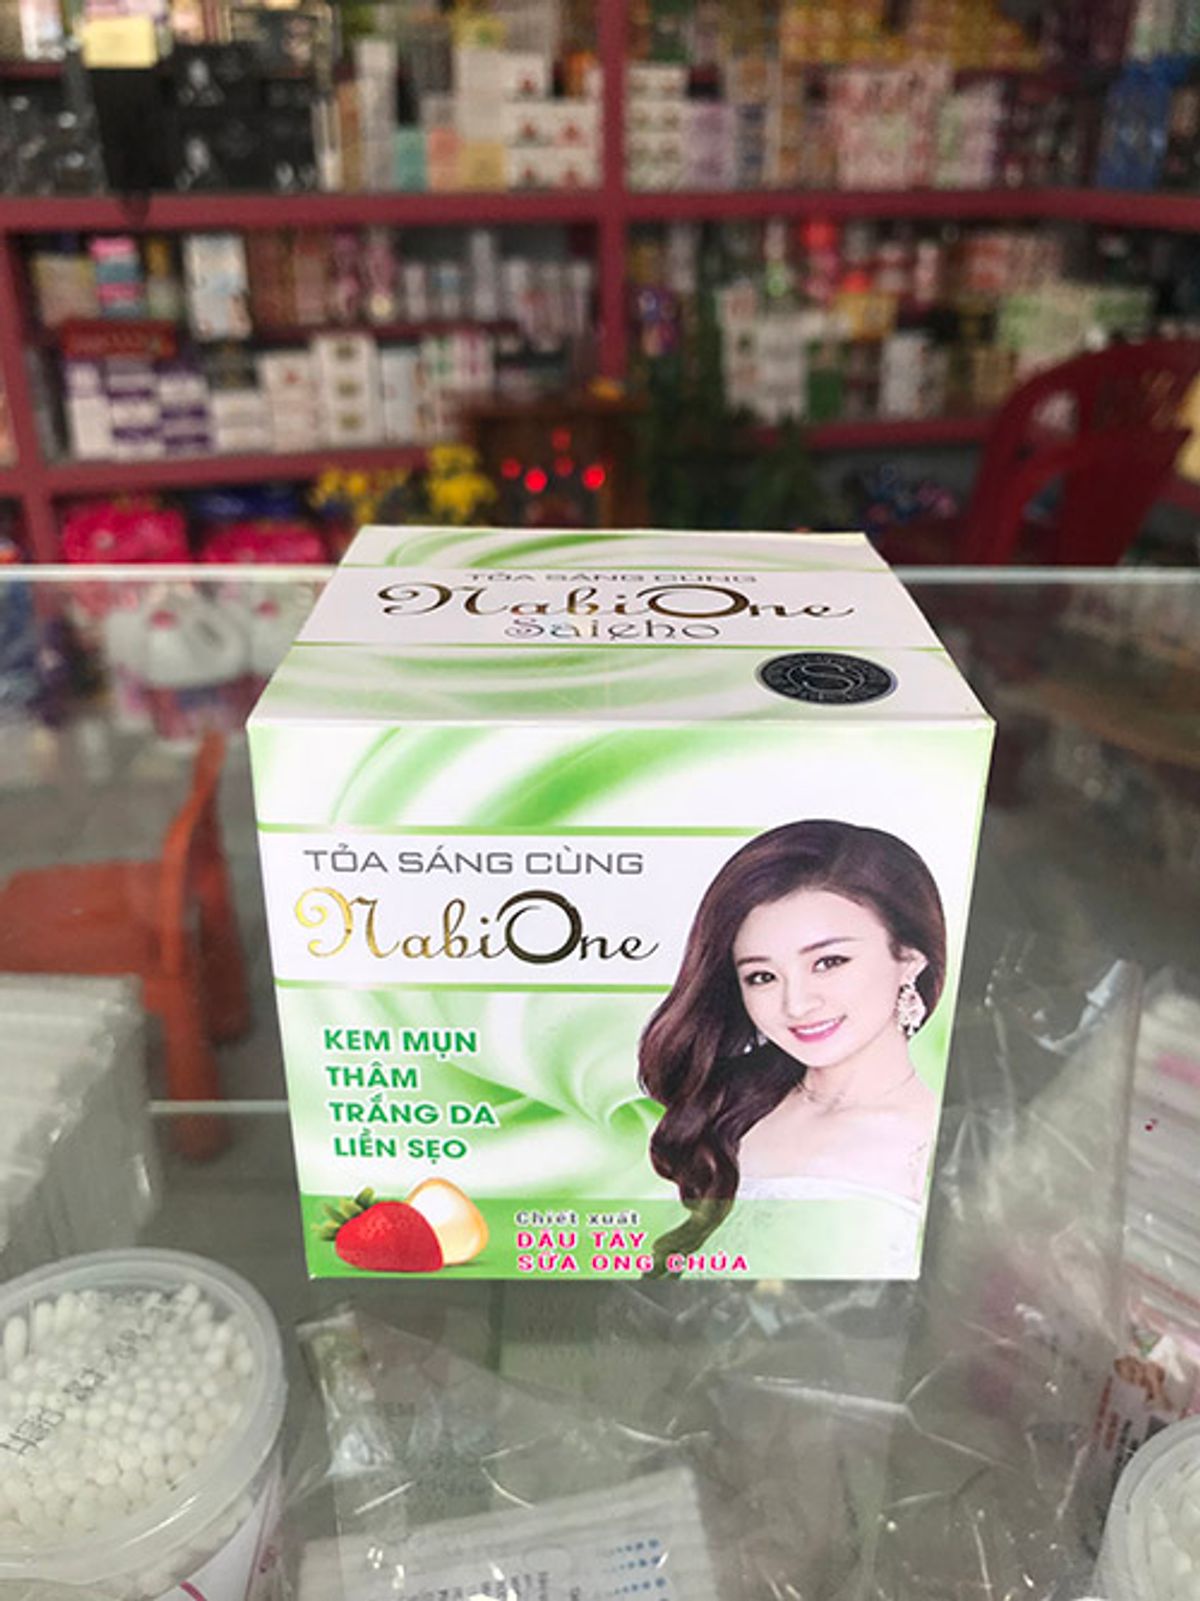 TỎA SÁNG CÙNG
NabiOne
Saieho
TỎA SÁNG CÙNG
NabiOne
KEM MỤN
THÂM
TRẮNG DA
LIỀN SẸO
Chiết xuất
DÂU TÂY
SỮA ONG CHÚA